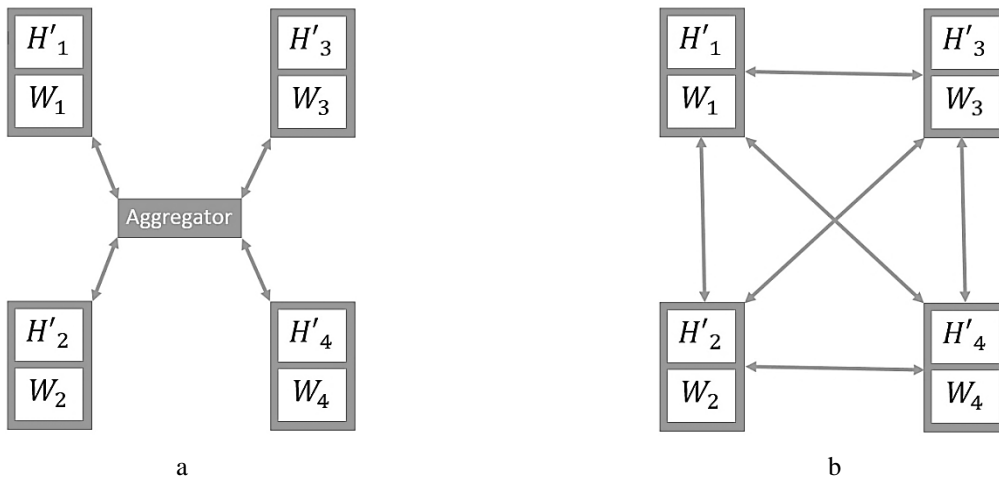 H'₁ H'₃ H'₁ H'₃
W₁ W₃ W₁ W₃
Aggregator
H'₂ H'₄ H'₂ H'₄
W₂ W₄ W₂ W₄
a b